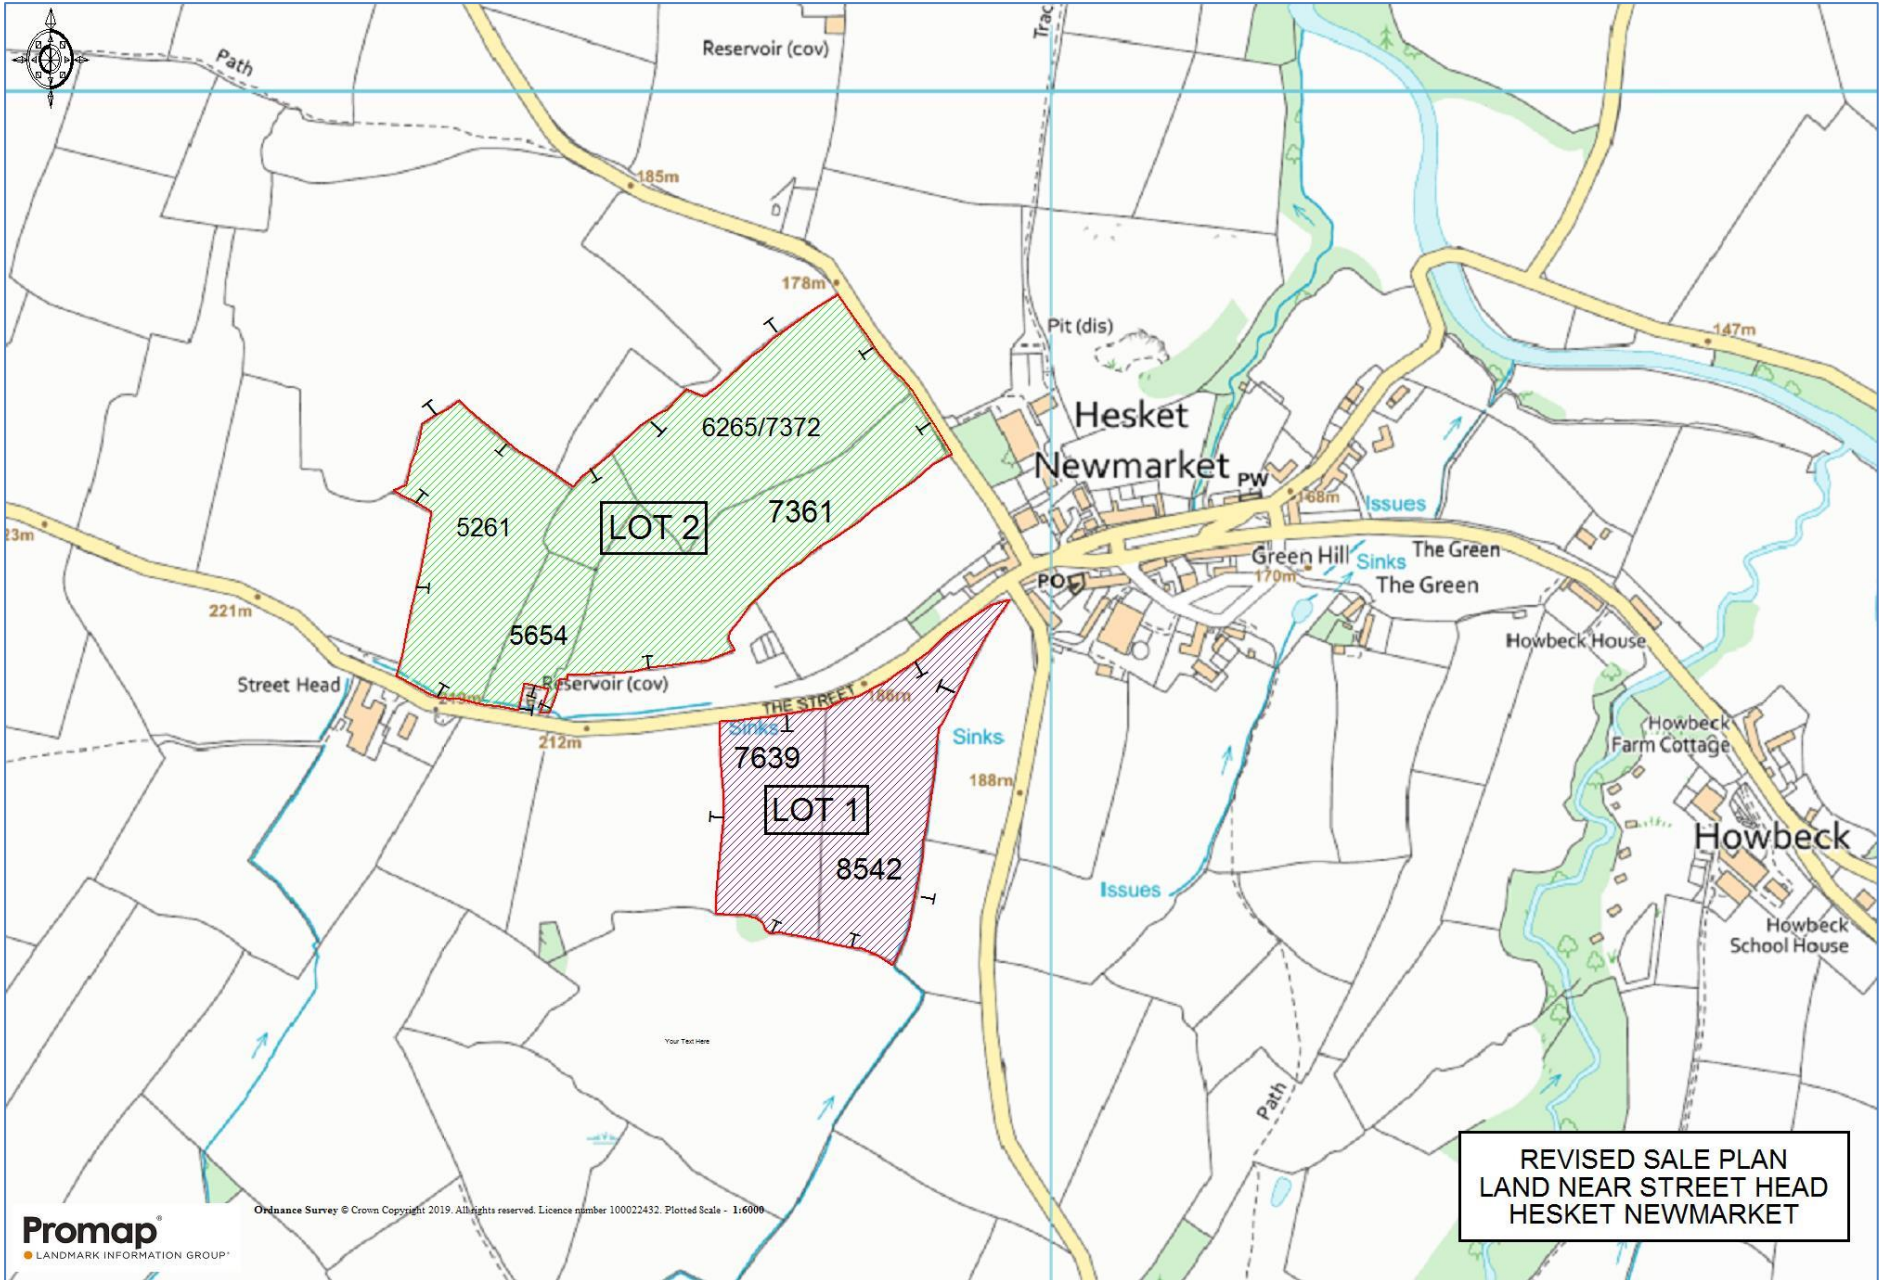 Path
Reservoir (cov)
Trac
185m
178m
Pit (dis)
147m
Hesket
Newmarket
PW
168m
Issues
6265/7372
5261
LOT 2
7361
23m
221m
5654
Green Hill
Sinks
The Green
170m
The Green
PO
Howbeck House
Street Head
219m
Reservoir (cov)
THE STREET
186m
212m
Sinks
7639
LOT 1
8542
Sinks
188m
Issues
Howbeck
Farm Cottage
Howbeck
Howbeck
School House
Your Text Here
Path
REVISED SALE PLAN
LAND NEAR STREET HEAD
HESKET NEWMARKET
Promap®
LANDMARK INFORMATION GROUP®
Ordnance Survey © Crown Copyright 2019. All rights reserved. Licence number 100022432. Plotted Scale - 1:6000